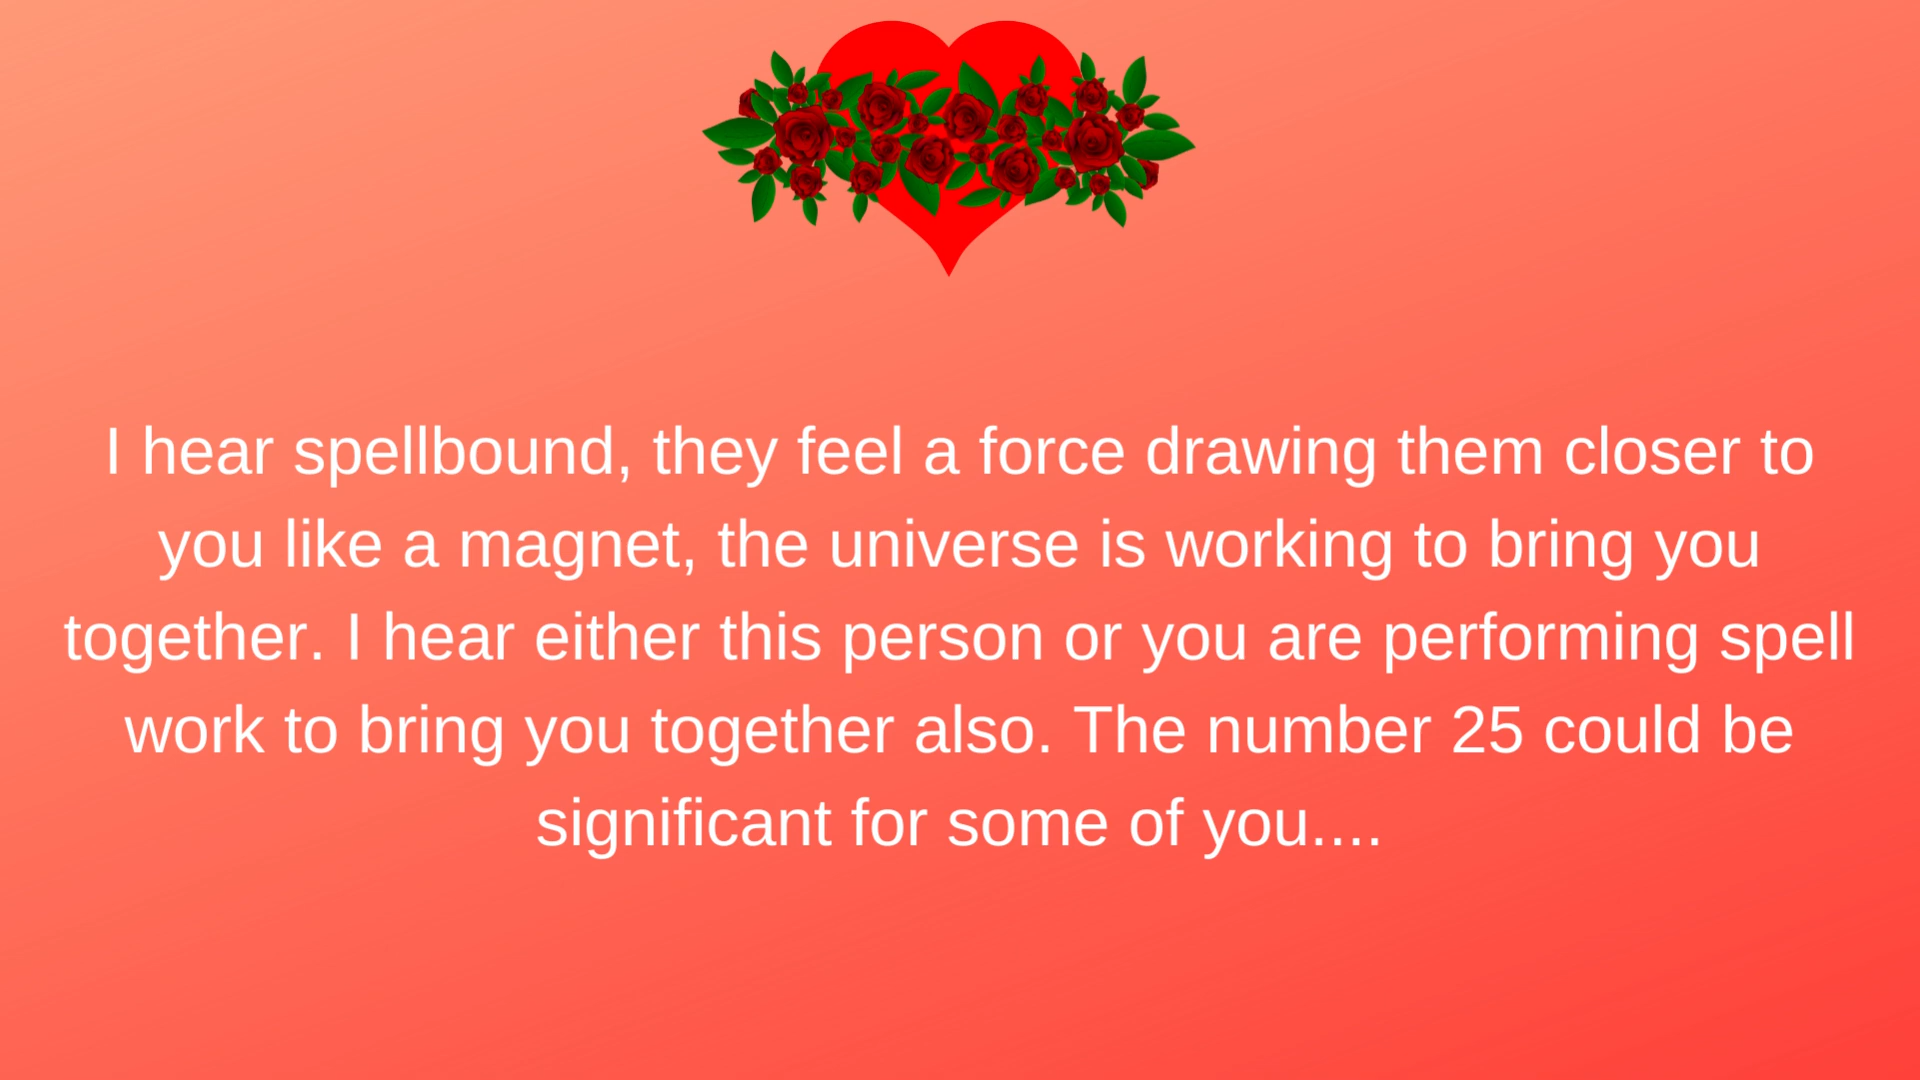 I hear spellbound, they feel a force drawing them closer to
you like a magnet, the universe is working to bring you
together. I hear either this person or you are performing spell
work to bring you together also. The number 25 could be
significant for some of you....